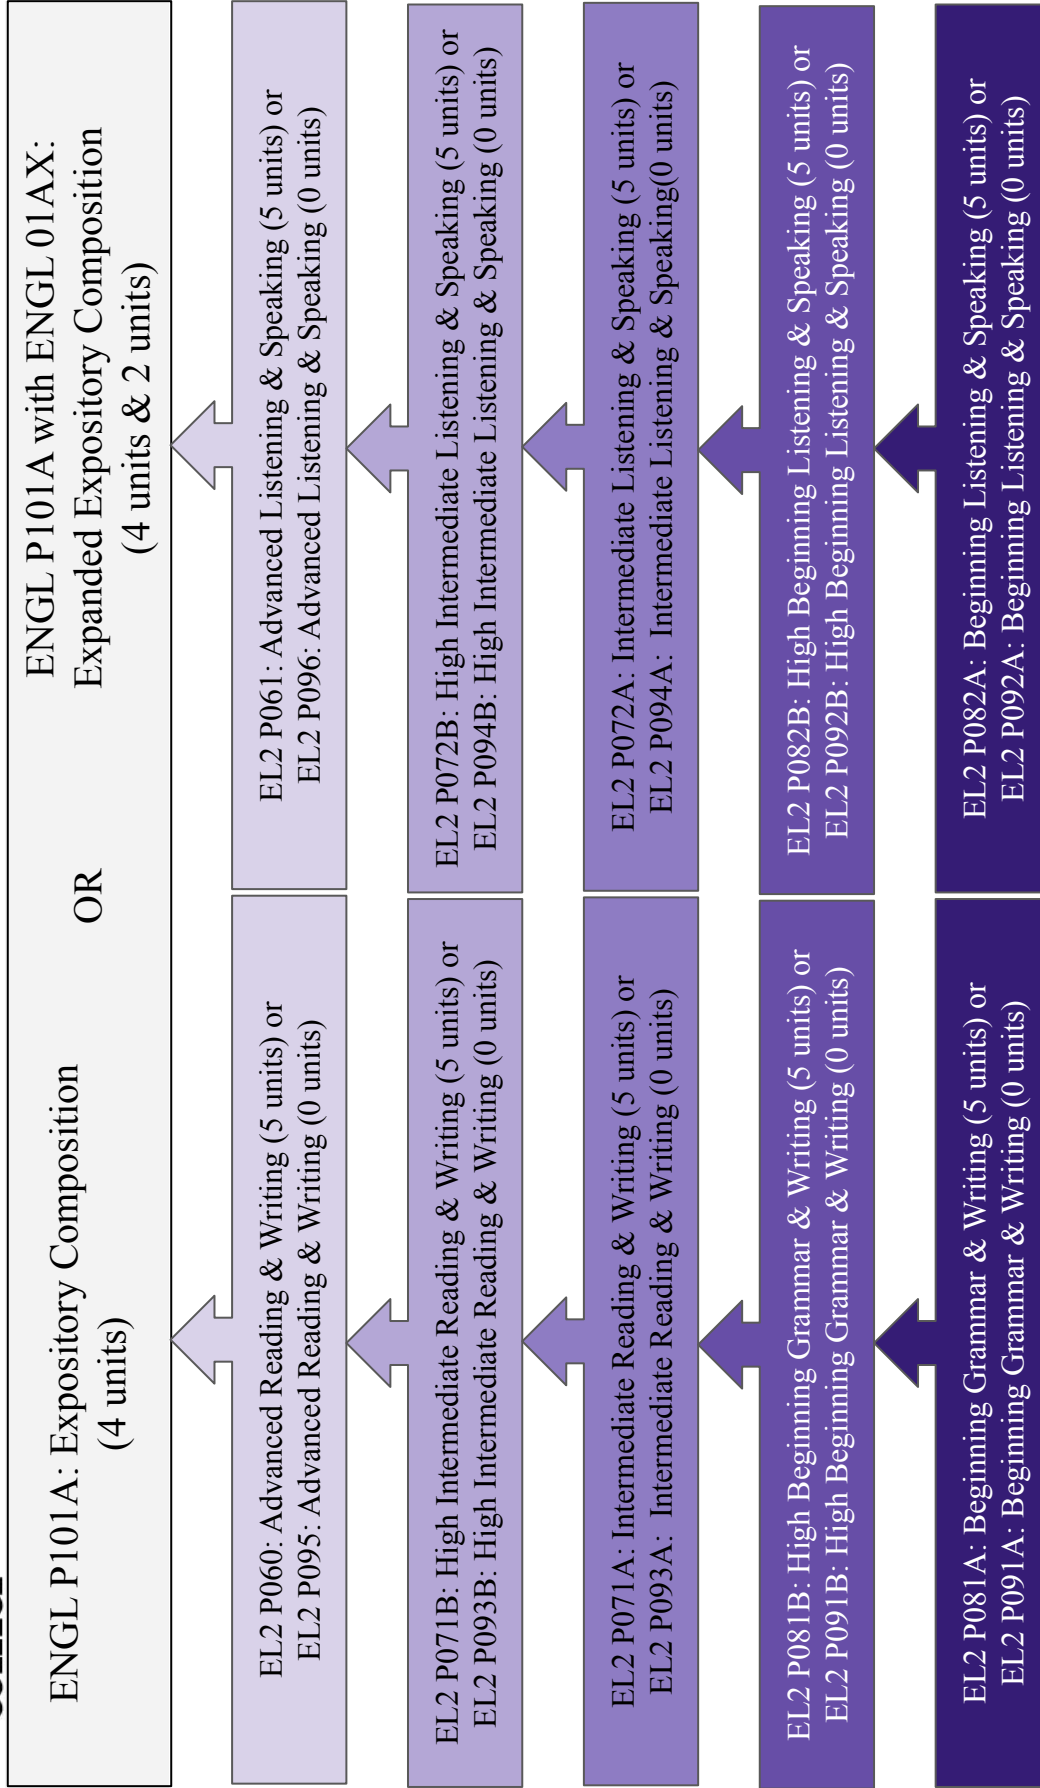 ENGL P101A: Expository Composition
(4 units)
OR
ENGL P101A with ENGL 01AX:
Expanded Expository Composition
(4 units & 2 units)
EL2 P060: Advanced Reading & Writing (5 units) or
EL2 P095: Advanced Reading & Writing (0 units)
EL2 P061: Advanced Listening & Speaking (5 units) or
EL2 P096: Advanced Listening & Speaking (0 units)
EL2 P071B: High Intermediate Reading & Writing (5 units) or
EL2 P093B: High Intermediate Reading & Writing (0 units)
EL2 P072B: High Intermediate Listening & Speaking (5 units) or
EL2 P094B: High Intermediate Listening & Speaking (0 units)
EL2 P071A: Intermediate Reading & Writing (5 units) or
EL2 P093A:  Intermediate Reading & Writing (0 units)
EL2 P072A: Intermediate Listening & Speaking (5 units) or
EL2 P094A:  Intermediate Listening & Speaking(0 units)
EL2 P081B: High Beginning Grammar & Writing (5 units) or
EL2 P091B: High Beginning Grammar & Writing (0 units)
EL2 P082B: High Beginning Listening & Speaking (5 units) or
EL2 P092B: High Beginning Listening & Speaking (0 units)
EL2 P081A: Beginning Grammar & Writing (5 units) or
EL2 P091A: Beginning Grammar & Writing (0 units)
EL2 P082A: Beginning Listening & Speaking (5 units) or
EL2 P092A: Beginning Listening & Speaking (0 units)